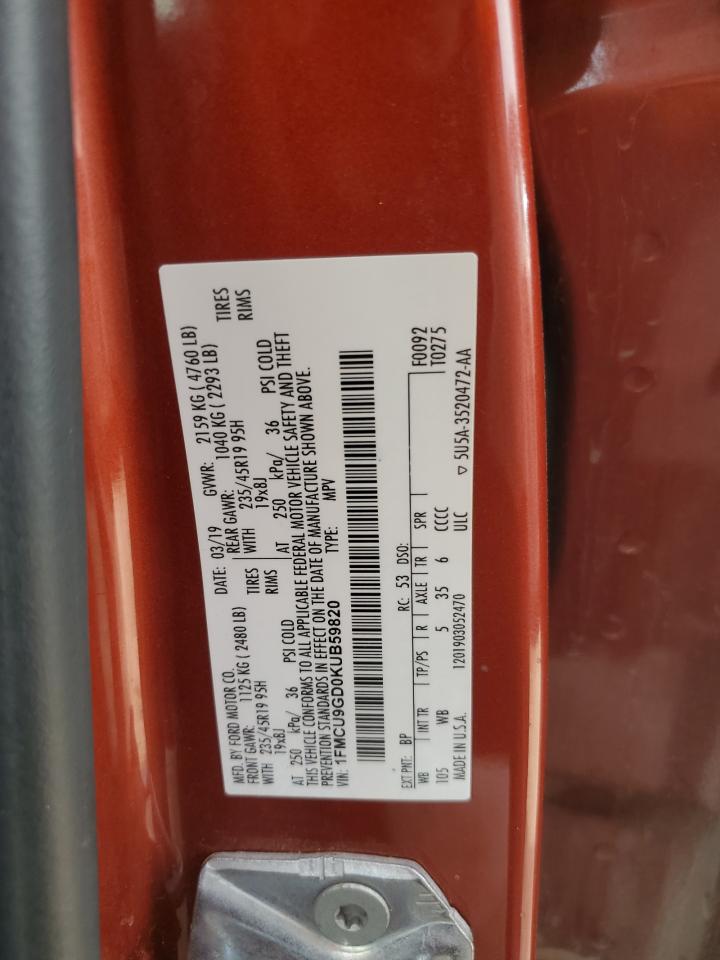 MFD. BY FORD MOTOR CO.
DATE: 03/19 GVWR: 2159 KG ( 4760 LB)
FRONT GAWR: 1125 KG ( 2480 LB) REAR GAWR: 1040 KG ( 2293 LB)
WITH 235/45R19 95H TIRES WITH 235/45R19 95H TIRES
19x8J RIMS 19x8J RIMS
AT 250 kPa/ 36 PSI COLD AT 250 kPa/ 36 PSI COLD
THIS VEHICLE CONFORMS TO ALL APPLICABLE FEDERAL MOTOR VEHICLE SAFETY AND THEFT
PREVENTION STANDARDS IN EFFECT ON THE DATE OF MANUFACTURE SHOWN ABOVE.
VIN: 1FMCU9GD0KUB59820 TYPE: MPV
EXT PNT: BP RC: 53 DSO: F0092
WB INT TR TP/PS R AXLE TR SPR T0275
105 WB 5 35 6 CCCC
MADE IN U.S.A. 1201903052470 ULC ▽ 5U5A-3520472-AA